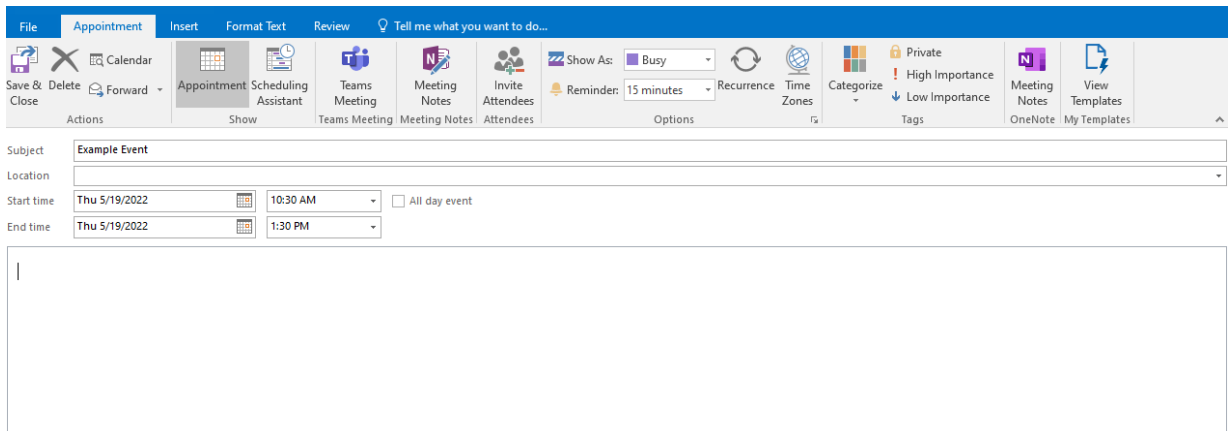 File Appointment Insert Format Text Review Tell me what you want to do...
Save & Close
Delete
Calendar
Forward
Actions
Appointment
Scheduling Assistant
Show
Teams Meeting
Teams Meeting
Meeting Notes
Meeting Notes
Invite Attendees
Attendees
Show As: Busy
Reminder: 15 minutes
Recurrence
Time Zones
Options
Categorize
Private
High Importance
Low Importance
Tags
Meeting Notes
OneNote
View Templates
My Templates
Subject Example Event
Location
Start time Thu 5/19/2022 10:30 AM All day event
End time Thu 5/19/2022 1:30 PM